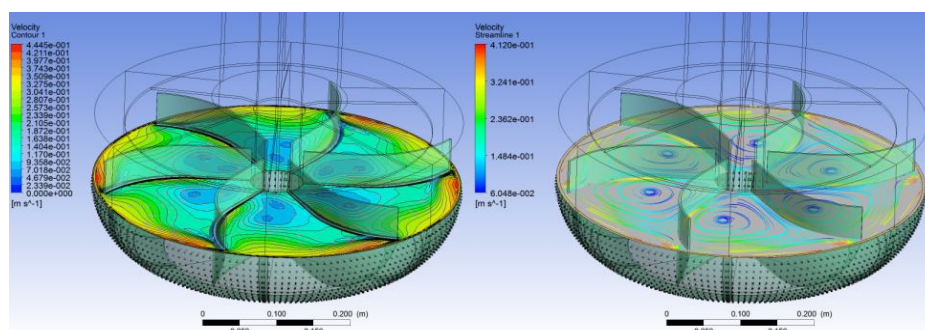 Velocity
Contour 1
4.445e-001
4.211e-001
3.977e-001
3.743e-001
3.509e-001
3.275e-001
3.041e-001
2.807e-001
2.573e-001
2.339e-001
2.105e-001
1.872e-001
1.638e-001
1.404e-001
1.170e-001
9.358e-002
7.018e-002
4.679e-002
2.339e-002
0.000e+000
[m s^-1]
0 0.100 0.200 (m)
Velocity
Streamline 1
4.120e-001
3.241e-001
2.362e-001
1.484e-001
6.048e-002
[m s^-1]
0 0.100 0.200 (m)